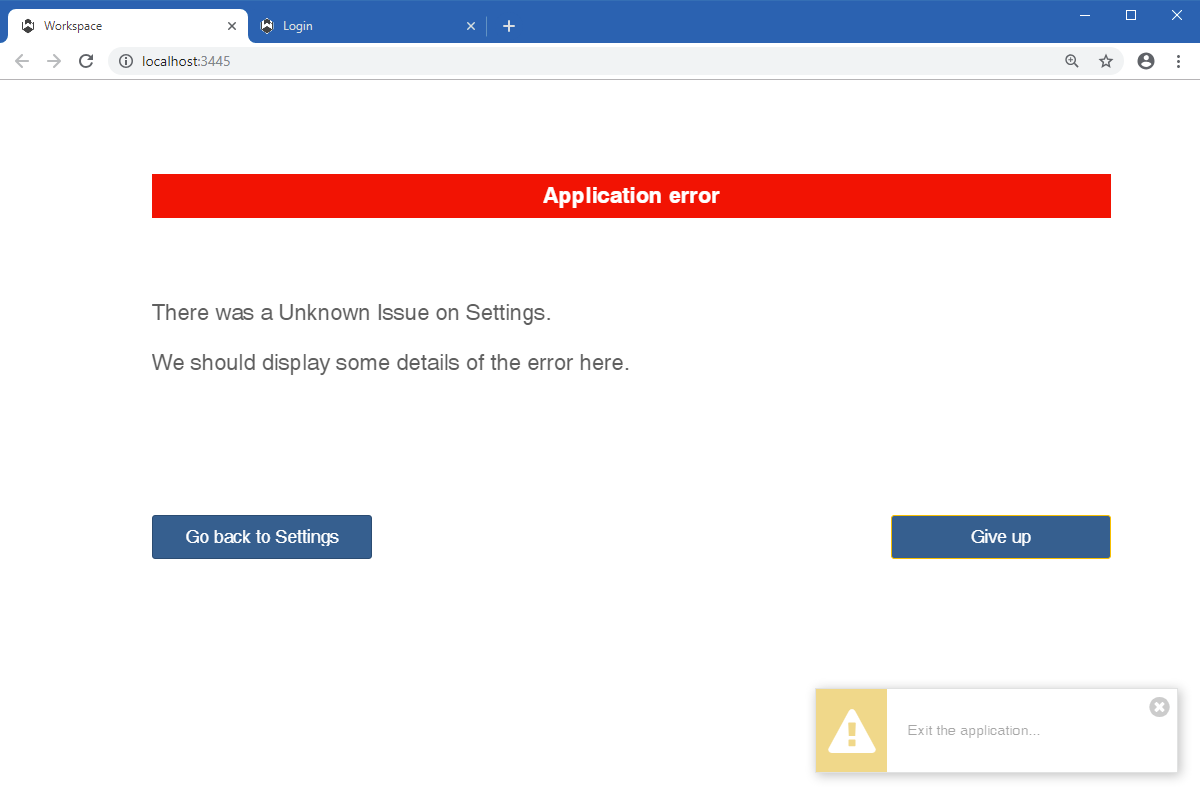 Workspace
Login
localhost:3445
Application error
There was a Unknown Issue on Settings.
We should display some details of the error here.
Go back to Settings
Give up
Exit the application...